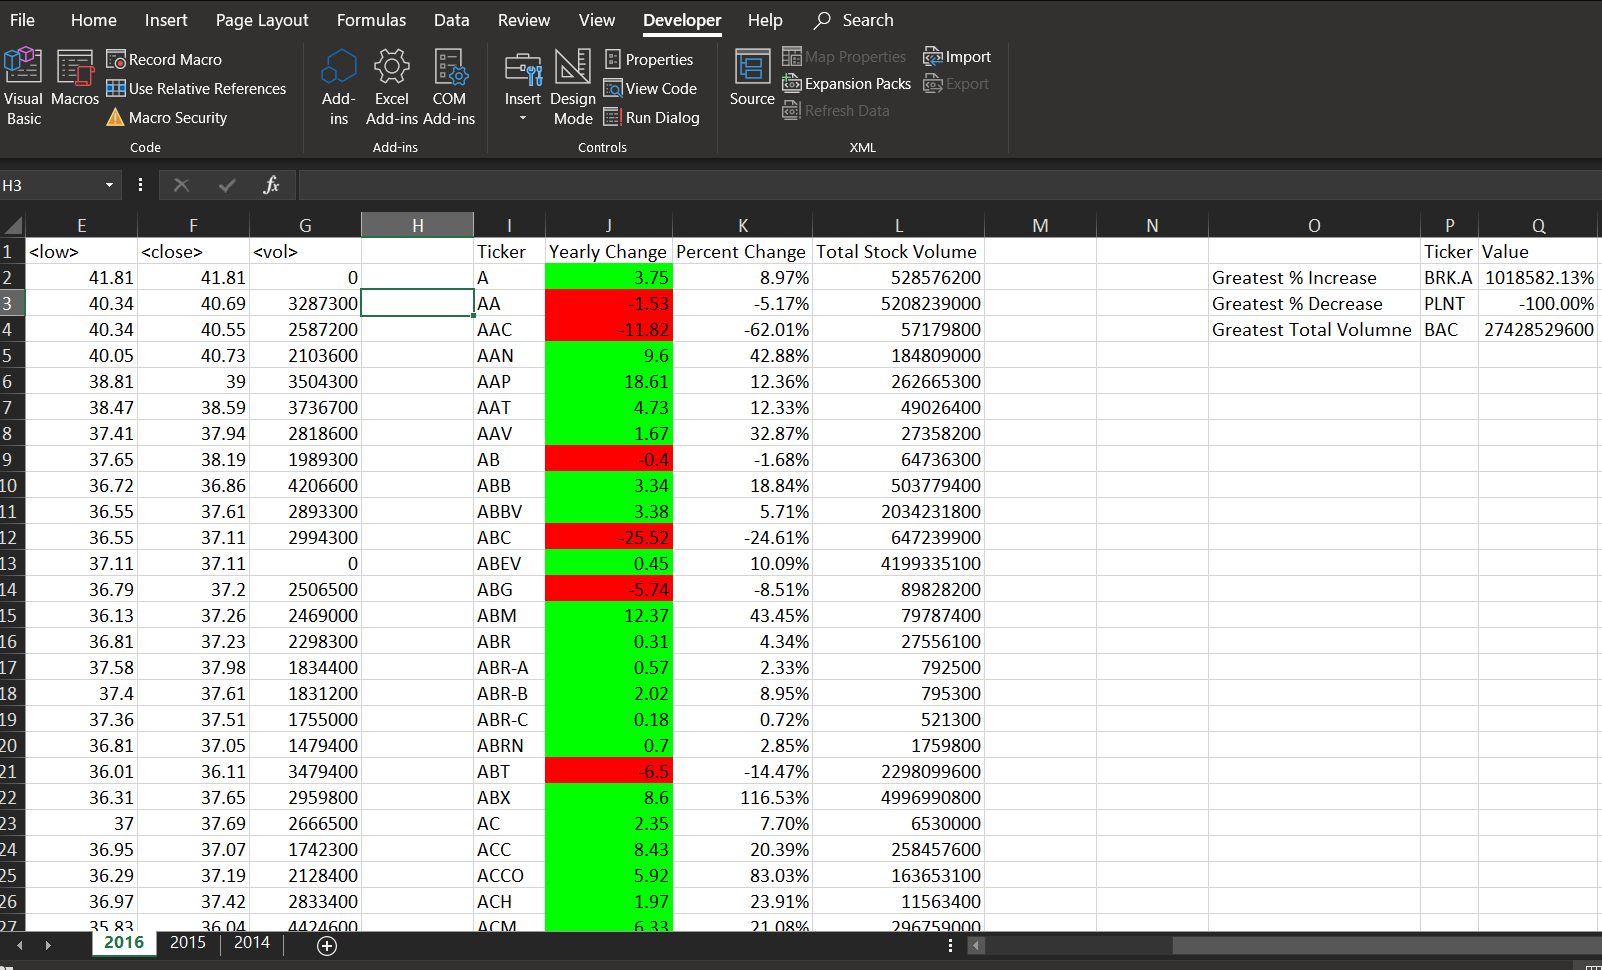 File Home Insert Page Layout Formulas Data Review View Developer Help Search
Visual Basic
Macros
Record Macro
Use Relative References
Macro Security
Code
Add-ins
Excel Add-ins
COM Add-ins
Add-ins
Insert
Design Mode
Properties
View Code
Run Dialog
Controls
Source
Map Properties
Expansion Packs
Refresh Data
Import
Export
XML
H3 fx
E F G H I J K L M N O P Q
1 <low> <close> <vol> Ticker Yearly Change Percent Change Total Stock Volume Ticker Value
2 41.81 41.81 0 A 3.75 8.97% 528576200 Greatest % Increase BRK.A 1018582.13%
3 40.34 40.69 3287300 AA -1.53 -5.17% 5208239000 Greatest % Decrease PLNT -100.00%
4 40.34 40.55 2587200 AAC -11.82 -62.01% 57179800 Greatest Total Volumne BAC 27428529600
5 40.05 40.73 2103600 AAN 9.6 42.88% 184809000
6 38.81 39 3504300 AAP 18.61 12.36% 262665300
7 38.47 38.59 3736700 AAT 4.73 12.33% 49026400
8 37.41 37.94 2818600 AAV 1.67 32.87% 27358200
9 37.65 38.19 1989300 AB -0.4 -1.68% 64736300
10 36.72 36.86 4206600 ABB 3.34 18.84% 503779400
11 36.55 37.61 2893300 ABBV 3.38 5.71% 2034231800
12 36.55 37.11 2994300 ABC -25.52 -24.61% 647239900
13 37.11 37.11 0 ABEV 0.45 10.09% 4199335100
14 36.79 37.2 2506500 ABG -5.74 -8.51% 89828200
15 36.13 37.26 2469000 ABM 12.37 43.45% 79787400
16 36.81 37.23 2298300 ABR 0.31 4.34% 27556100
17 37.58 37.98 1834400 ABR-A 0.57 2.33% 792500
18 37.4 37.61 1831200 ABR-B 2.02 8.95% 795300
19 37.36 37.51 1755000 ABR-C 0.18 0.72% 521300
20 36.81 37.05 1479400 ABRN 0.7 2.85% 1759800
21 36.01 36.11 3479400 ABT -6.5 -14.47% 2298099600
22 36.31 37.65 2959800 ABX 8.6 116.53% 4996990800
23 37 37.69 2666500 AC 2.35 7.70% 6530000
24 36.95 37.07 1742300 ACC 8.43 20.39% 258457600
25 36.29 37.19 2128400 ACCO 5.92 83.03% 163653100
26 36.97 37.42 2833400 ACH 1.97 23.91% 11563400
27 35.83 36.04 4424600 ACM 6.33 21.08% 296759000
2016 2015 2014